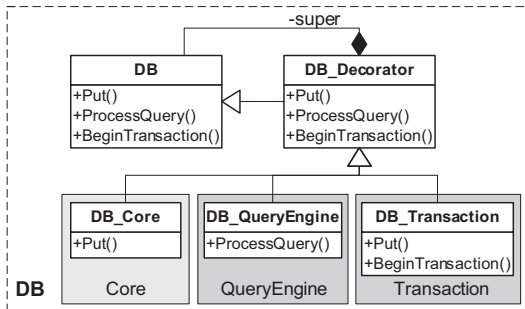 -super
DB
+Put()
+ProcessQuery()
+BeginTransaction()
DB_Decorator
+Put()
+ProcessQuery()
+BeginTransaction()
DB_Core
+Put()
Core
DB_QueryEngine
+ProcessQuery()
QueryEngine
DB_Transaction
+Put()
+BeginTransaction()
Transaction
DB